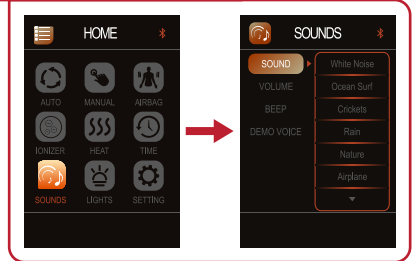 HOME
AUTO MANUAL AIRBAG
IONIZER HEAT TIME
SOUNDS LIGHTS SETTING
SOUNDS
SOUND White Noise
VOLUME Ocean Surf
BEEP Crickets
DEMO VOICE Rain
Nature
Airplane